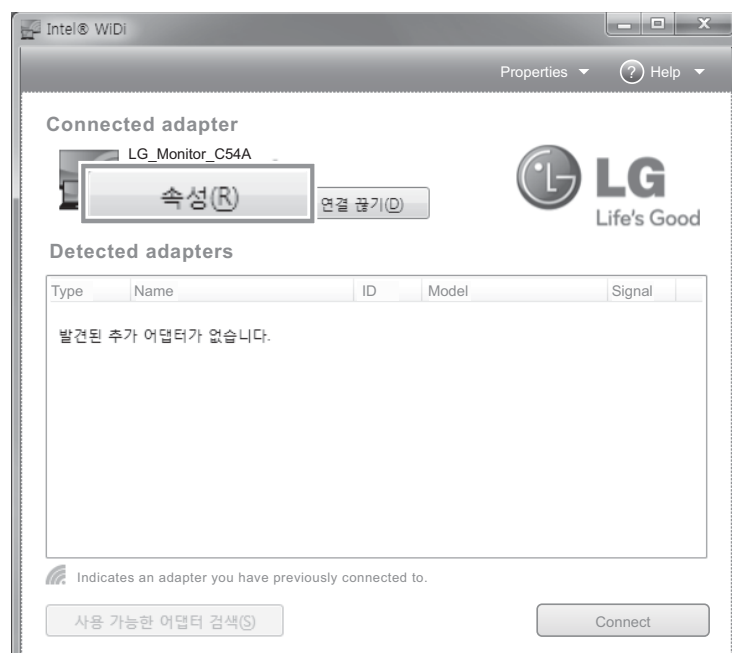 Intel® WiDi
Properties
? Help
Connected adapter
LG_Monitor_C54A
속성(R)
연결 끊기(D)
LG
Life's Good
Detected adapters
Type Name ID Model Signal
발견된 추가 어댑터가 없습니다.
Indicates an adapter you have previously connected to.
사용 가능한 어댑터 검색(S)
Connect